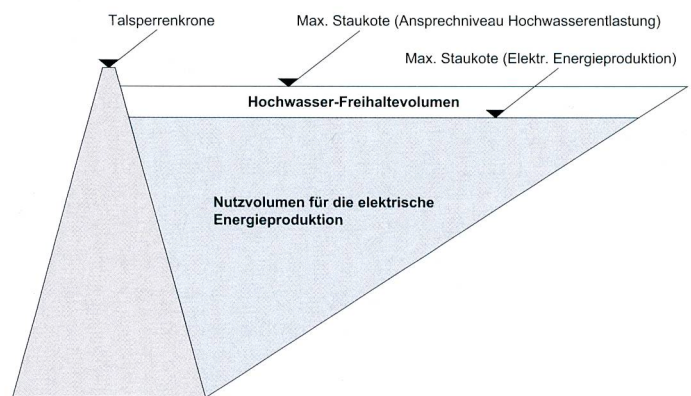 Talsperrenkrone
Max. Staukote (Ansprechniveau Hochwasserentlastung)
Max. Staukote (Elektr. Energieproduktion)
Hochwasser-Freihaltevolumen
Nutzvolumen für die elektrische
Energieproduktion